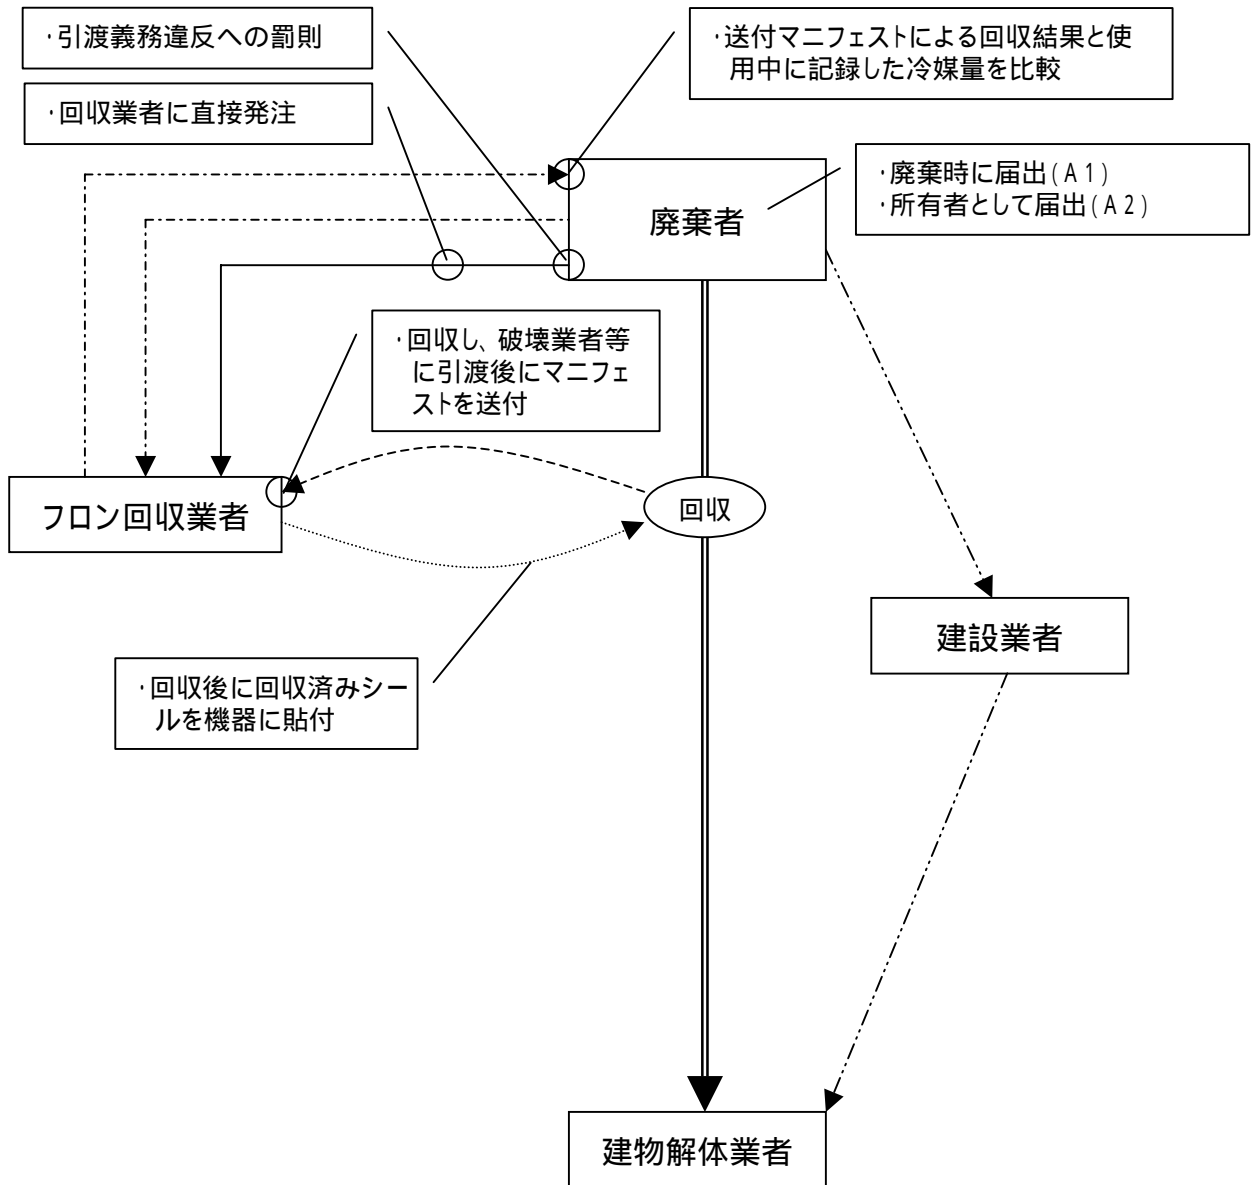 ・引渡義務違反への罰則
・送付マニフェストによる回収結果と使
用中に記録した冷媒量を比較
・回収業者に直接発注
・廃棄時に届出(A1)
・所有者として届出(A2)
廃棄者
・回収し、破壊業者等
に引渡後にマニフェ
ストを送付
フロン回収業者
回収
建設業者
・回収後に回収済みシー
ルを機器に貼付
建物解体業者